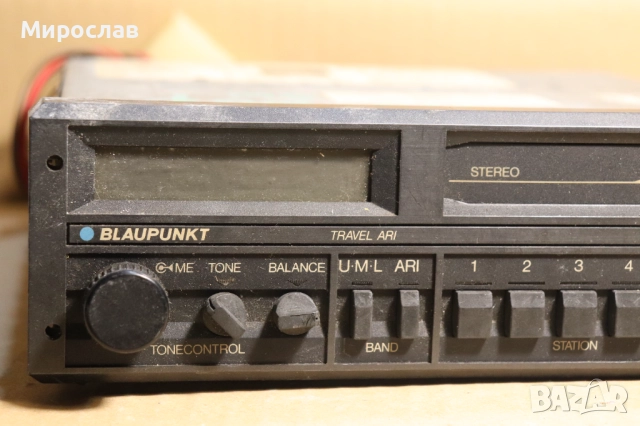 Мирослав
STEREO
BLAUPUNKT TRAVEL ARI
ME TONE BALANCE U·M·L ARI 1 2 3 4
TONECONTROL BAND STATION
BAZAR